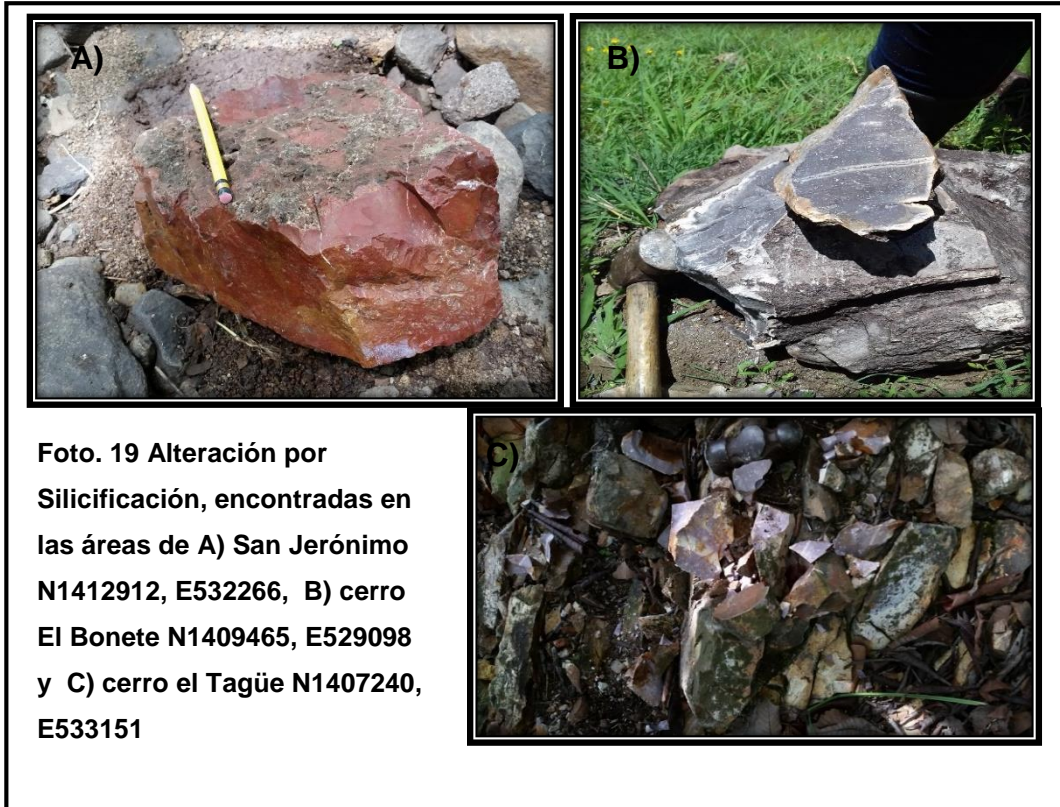 A)
B)
C)
Foto. 19 Alteración por
Silicificación, encontradas en
las áreas de A) San Jerónimo
N1412912, E532266, B) cerro
El Bonete N1409465, E529098
y C) cerro el Tagüe N1407240,
E533151